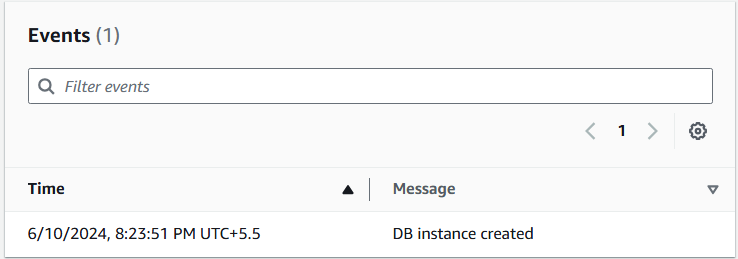 Events (1)
Filter events
1
Time Message
6/10/2024, 8:23:51 PM UTC+5.5 DB instance created